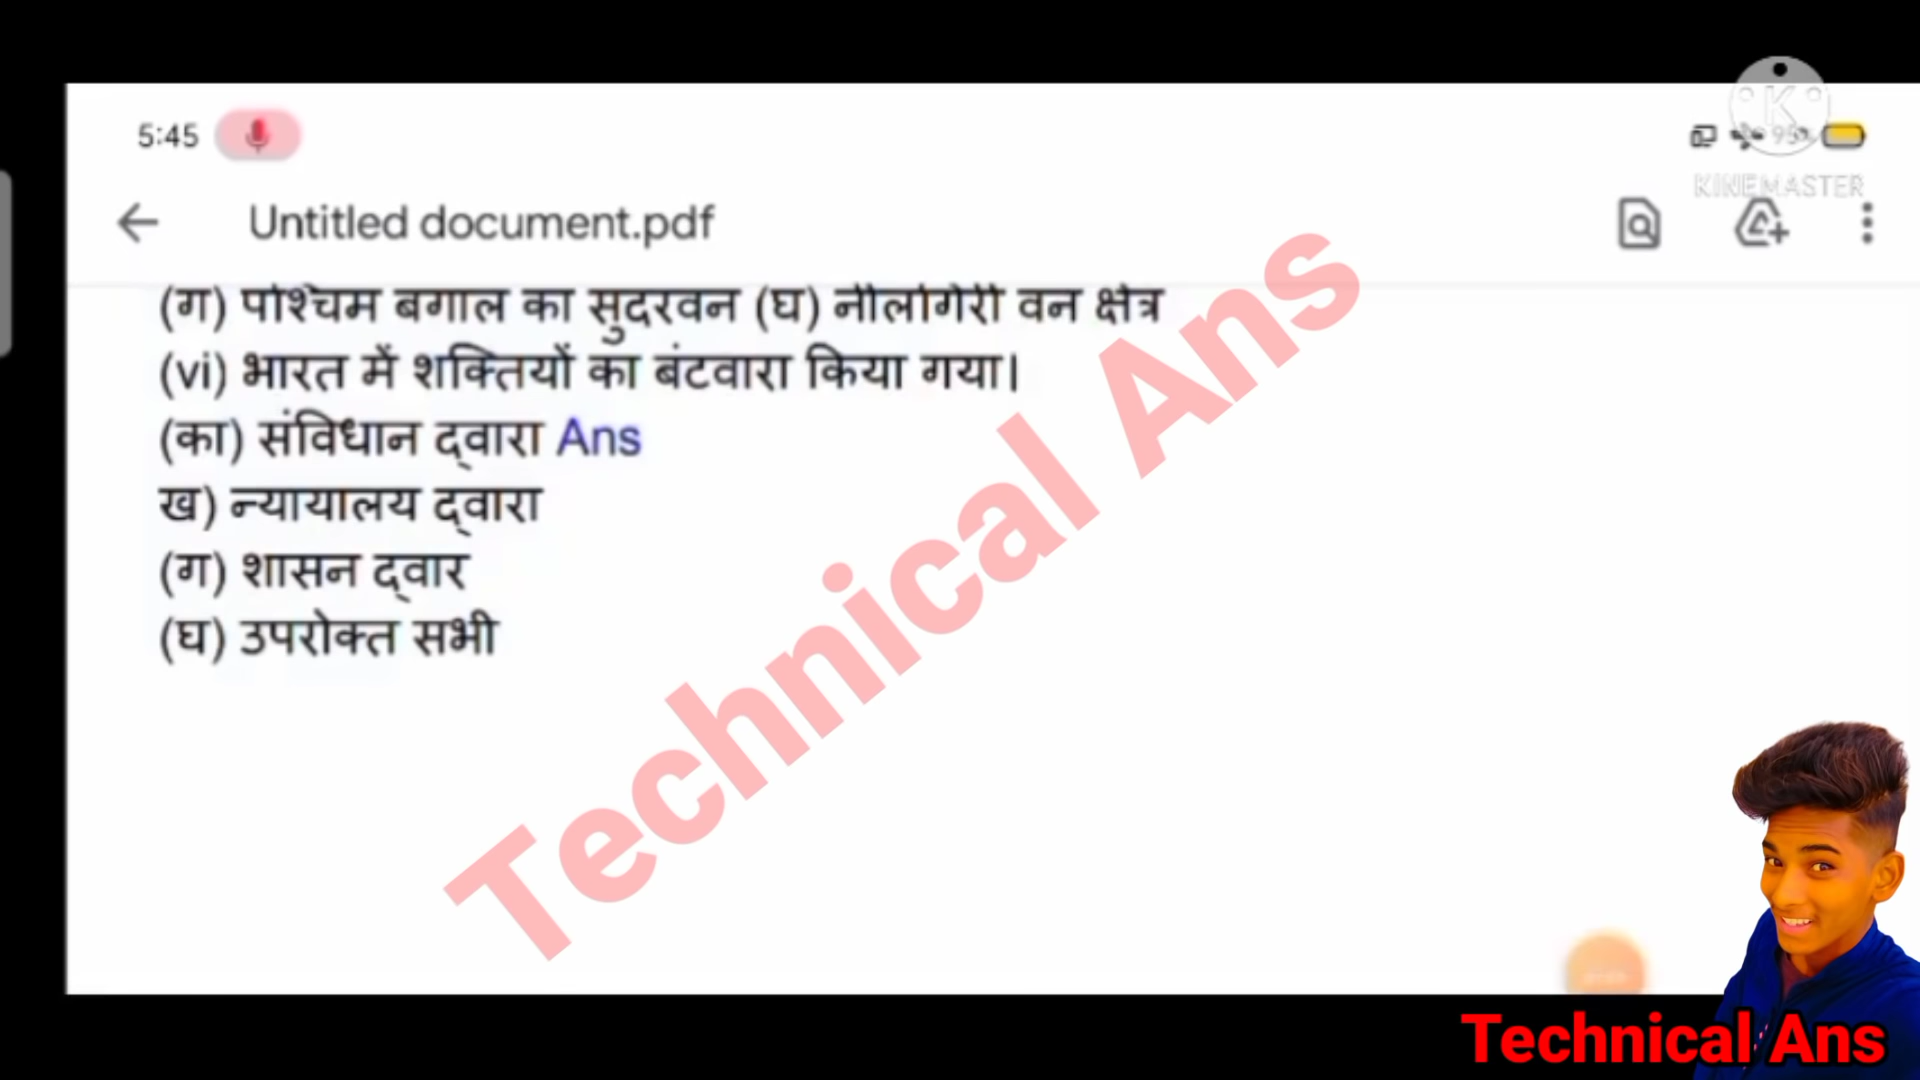 5:45
95%
KINEMASTER
Untitled document.pdf
(ग) पश्चिम बंगाल का सुंदरवन (घ) नीलगिरी वन क्षेत्र
(vi) भारत में शक्तियों का बंटवारा किया गया।
(का) संविधान द्वारा Ans
ख) न्यायालय द्वारा
(ग) शासन द्वार
(घ) उपरोक्त सभी
Technical Ans
Technical Ans